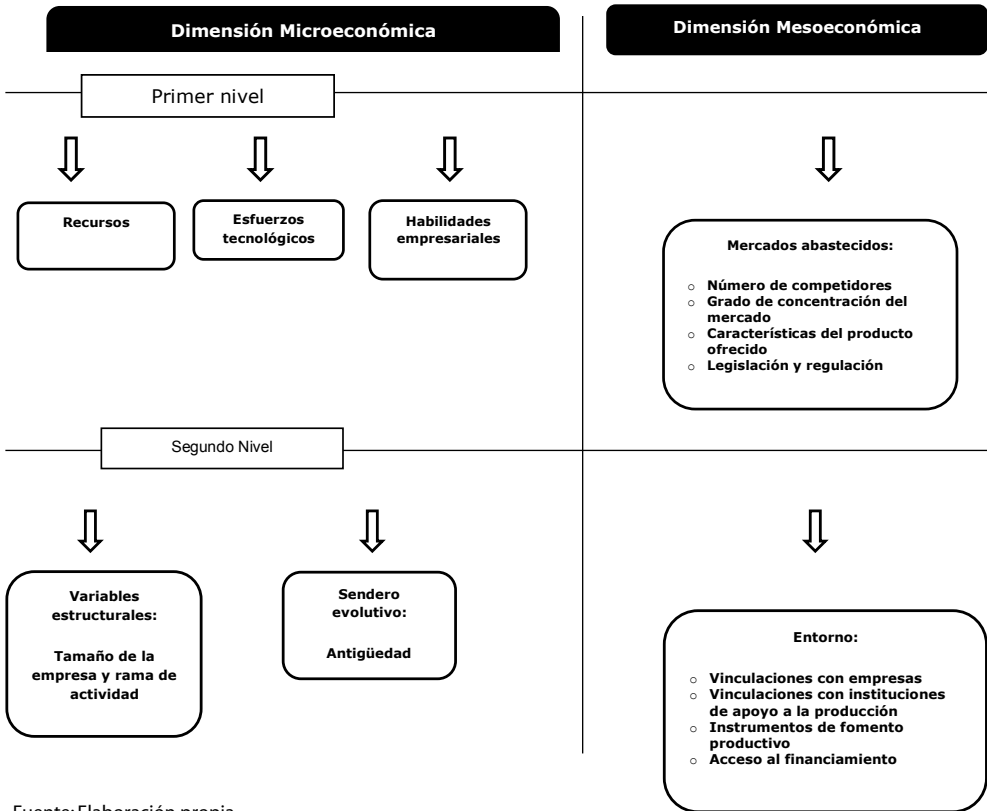 Dimensión Microeconómica
Dimensión Mesoeconómica
Primer nivel
Recursos
Esfuerzos
tecnológicos
Habilidades
empresariales
Mercados abastecidos:
o Número de competidores
o Grado de concentración del
mercado
o Características del producto
ofrecido
o Legislación y regulación
Segundo Nivel
Variables
estructurales:
Tamaño de la
empresa y rama de
actividad
Sendero
evolutivo:
Antigüedad
Entorno:
o Vinculaciones con empresas
o Vinculaciones con instituciones
de apoyo a la producción
o Instrumentos de fomento
productivo
o Acceso al financiamiento
Fuente: Elaboración propia